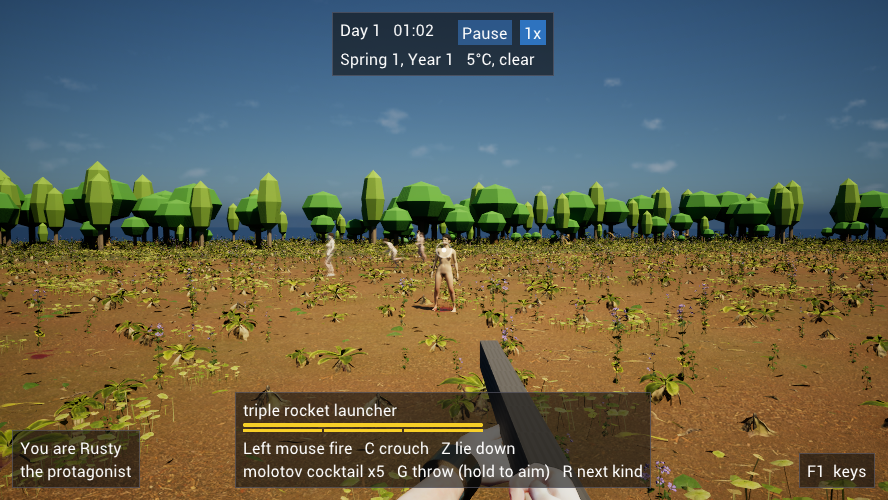 Day 1 01:02 Pause 1x
Spring 1, Year 1 5°C, clear
triple rocket launcher
Left mouse fire C crouch Z lie down
molotov cocktail x5 G throw (hold to aim) R next kind
You are Rusty
the protagonist
F1 keys